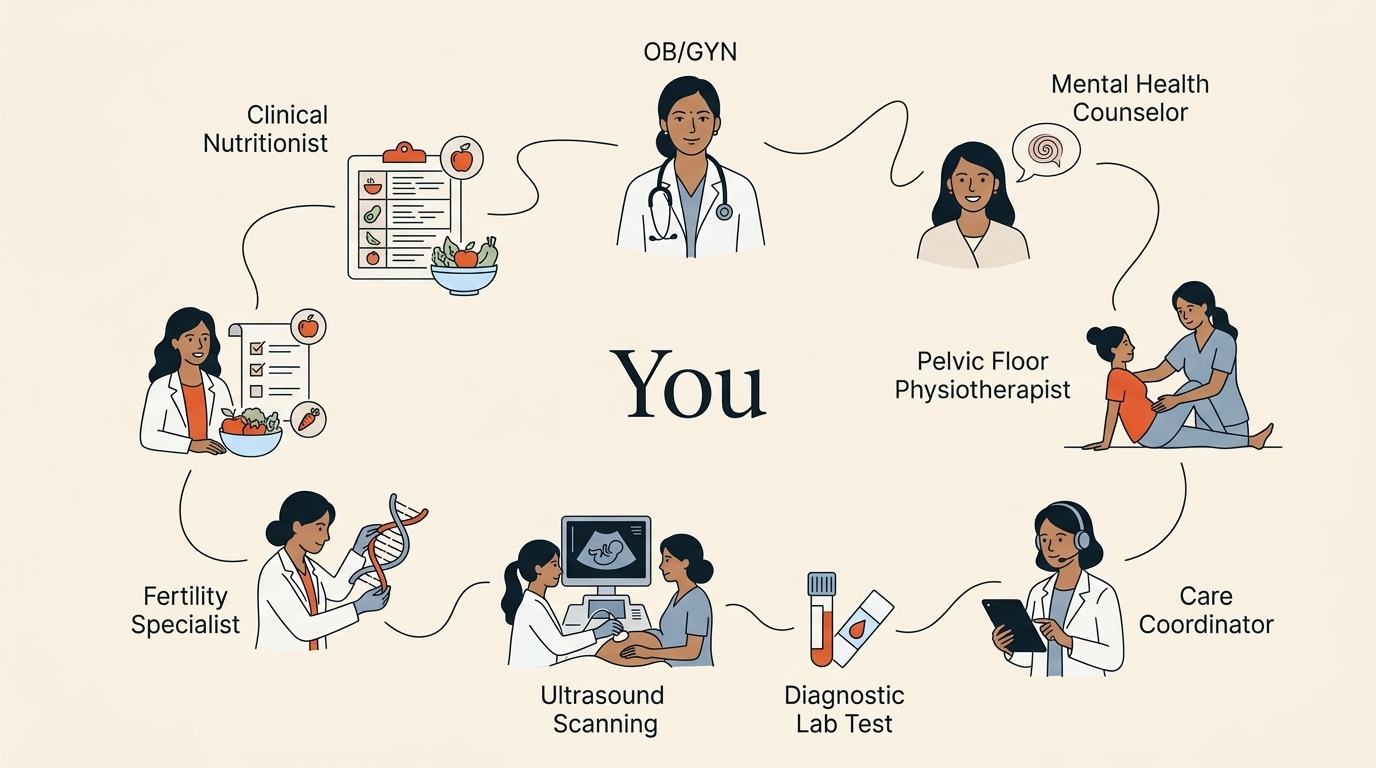 OB/GYN
Mental Health
Counselor
Clinical
Nutritionist
You
Pelvic Floor
Physiotherapist
Fertility
Specialist
Care
Coordinator
Ultrasound
Scanning
Diagnostic
Lab Test